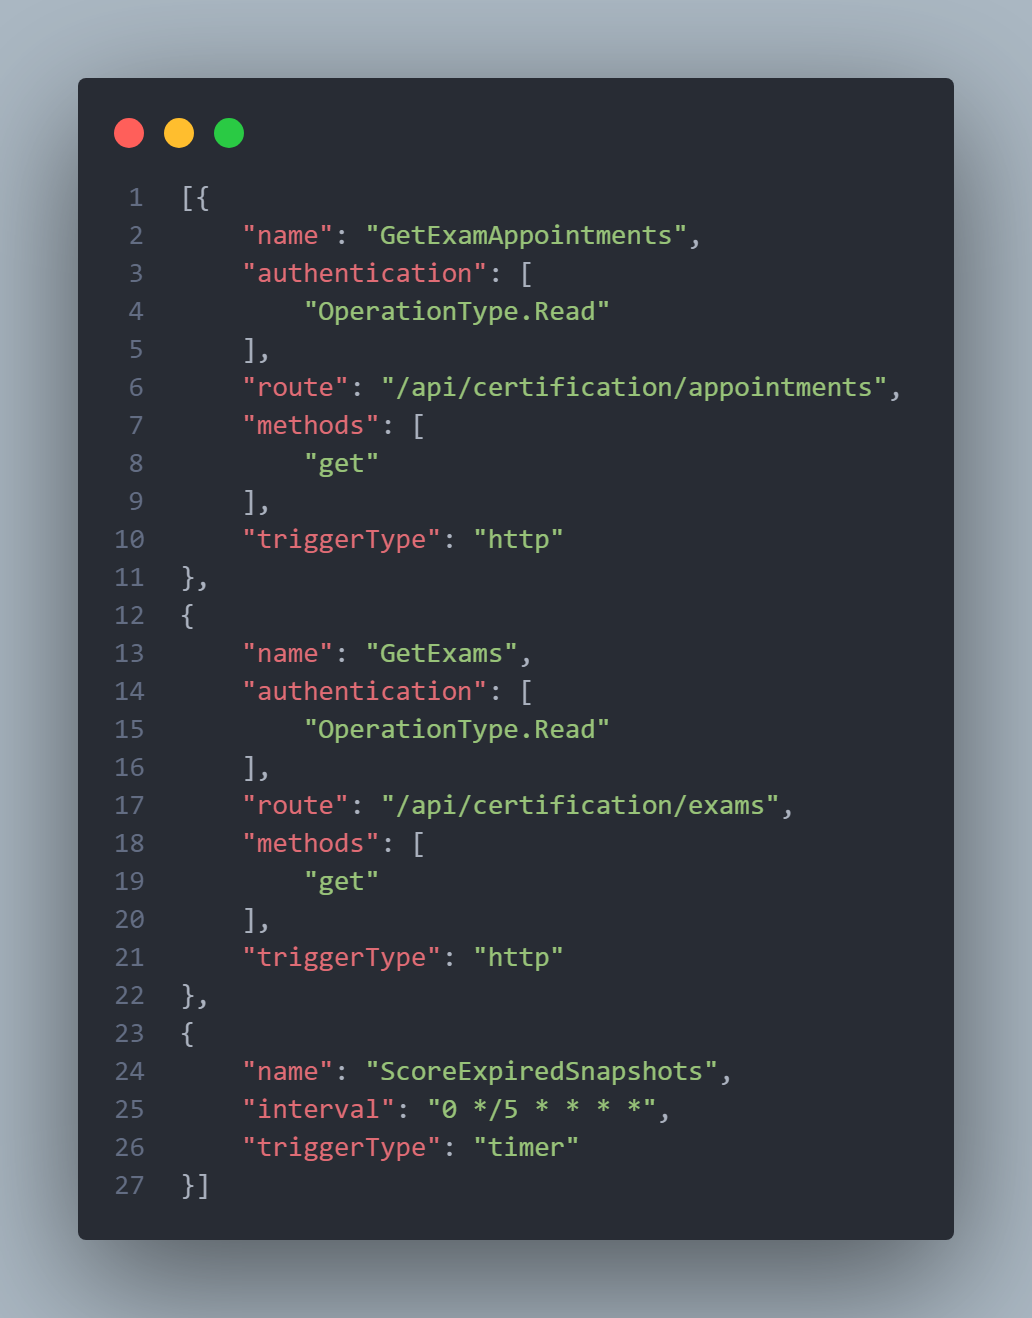 1 [{
2     "name": "GetExamAppointments",
3     "authentication": [
4         "OperationType.Read"
5     ],
6     "route": "/api/certification/appointments",
7     "methods": [
8         "get"
9     ],
10     "triggerType": "http"
11 },
12 {
13     "name": "GetExams",
14     "authentication": [
15         "OperationType.Read"
16     ],
17     "route": "/api/certification/exams",
18     "methods": [
19         "get"
20     ],
21     "triggerType": "http"
22 },
23 {
24     "name": "ScoreExpiredSnapshots",
25     "interval": "0 */5 * * * *",
26     "triggerType": "timer"
27 }]